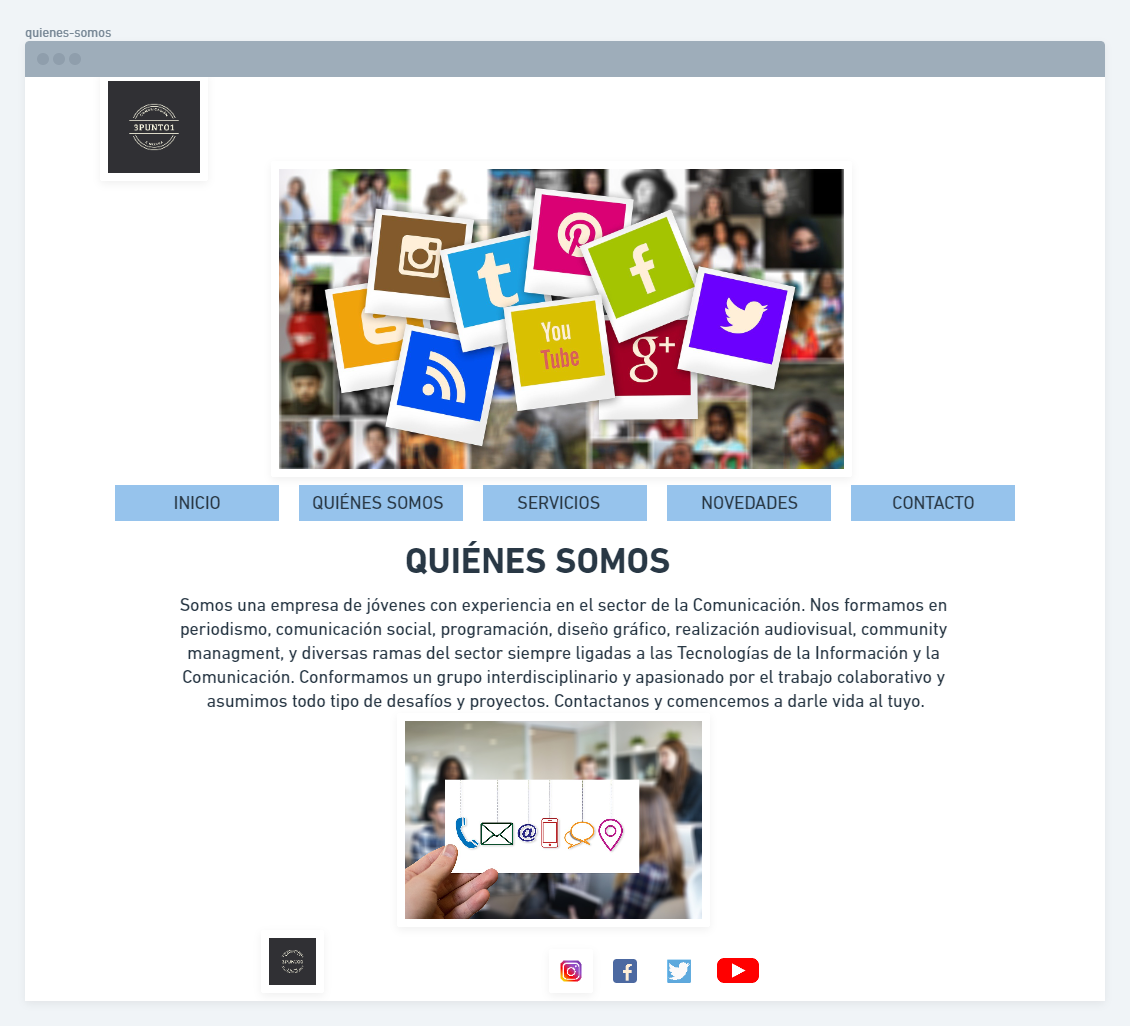 quienes-somos
3PUNTO1
You
Tube
g+
INICIO
QUIÉNES SOMOS
SERVICIOS
NOVEDADES
CONTACTO
QUIÉNES SOMOS
Somos una empresa de jóvenes con experiencia en el sector de la Comunicación. Nos formamos en
periodismo, comunicación social, programación, diseño gráfico, realización audiovisual, community
managment, y diversas ramas del sector siempre ligadas a las Tecnologías de la Información y la
Comunicación. Conformamos un grupo interdisciplinario y apasionado por el trabajo colaborativo y
asumimos todo tipo de desafíos y proyectos. Contactanos y comencemos a darle vida al tuyo.
@
3PUNTO1